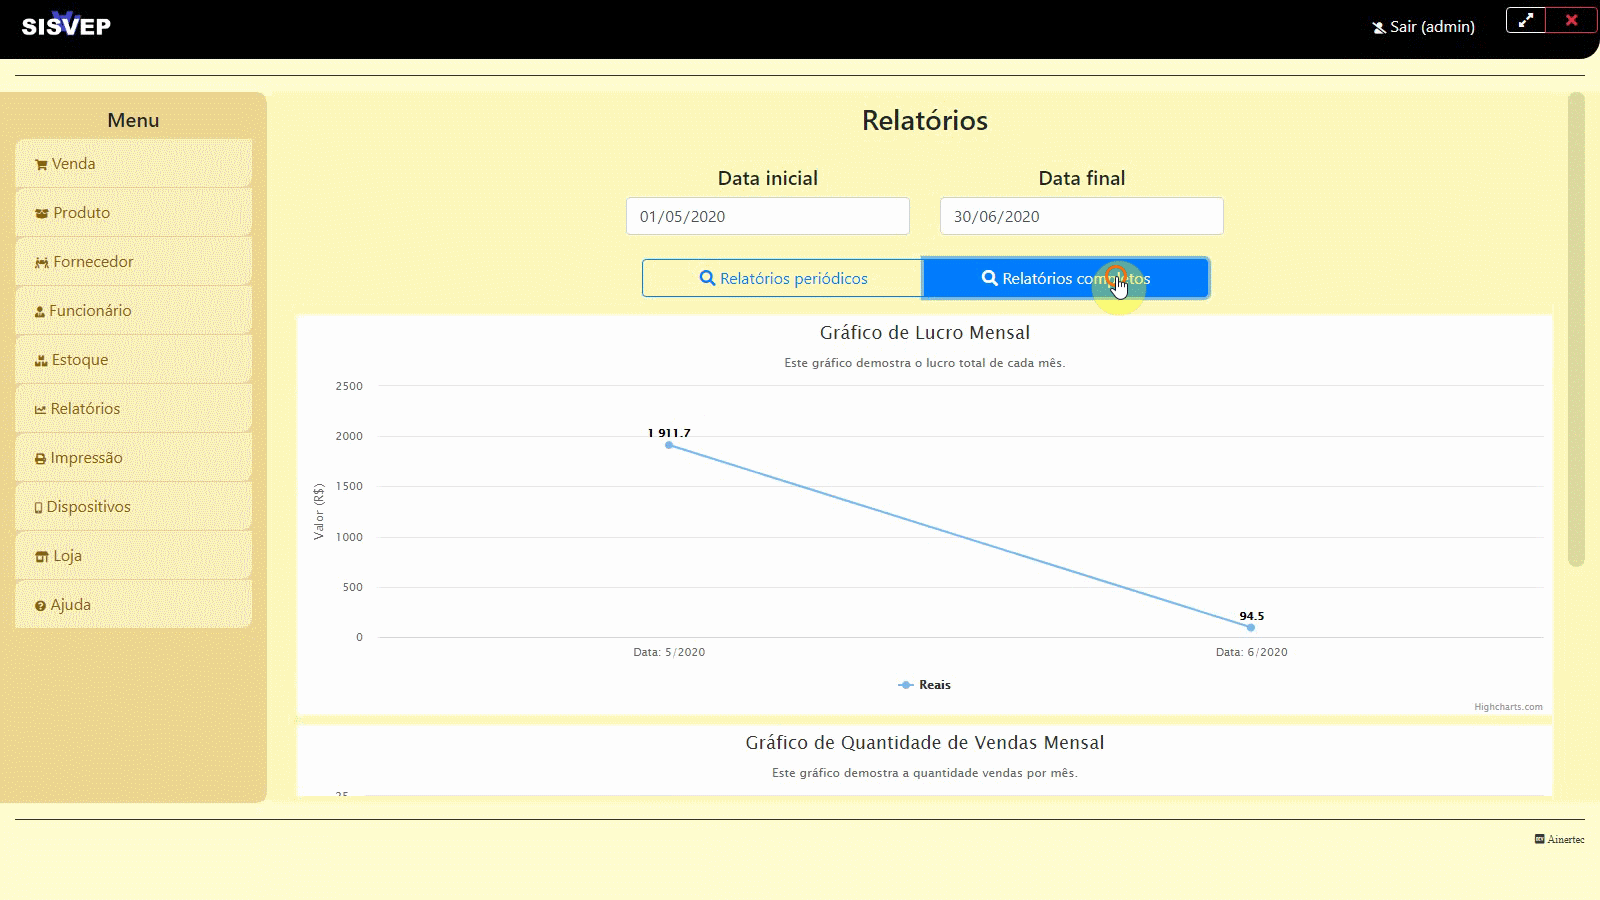 SISVEP
Sair (admin)
Menu
Venda
Produto
Fornecedor
Funcionário
Estoque
Relatórios
Impressão
Dispositivos
Loja
Ajuda
Relatórios
Data inicial
Data final
01/05/2020
30/06/2020
Relatórios periódicos
Relatórios completos
Gráfico de Lucro Mensal
Este gráfico demostra o lucro total de cada mês.
Valor (R$)
2500
2000
1500
1000
500
0
1 911.7
94.5
Data: 5/2020
Data: 6/2020
Reais
Highcharts.com
Gráfico de Quantidade de Vendas Mensal
Este gráfico demostra a quantidade vendas por mês.
25
Ainertec